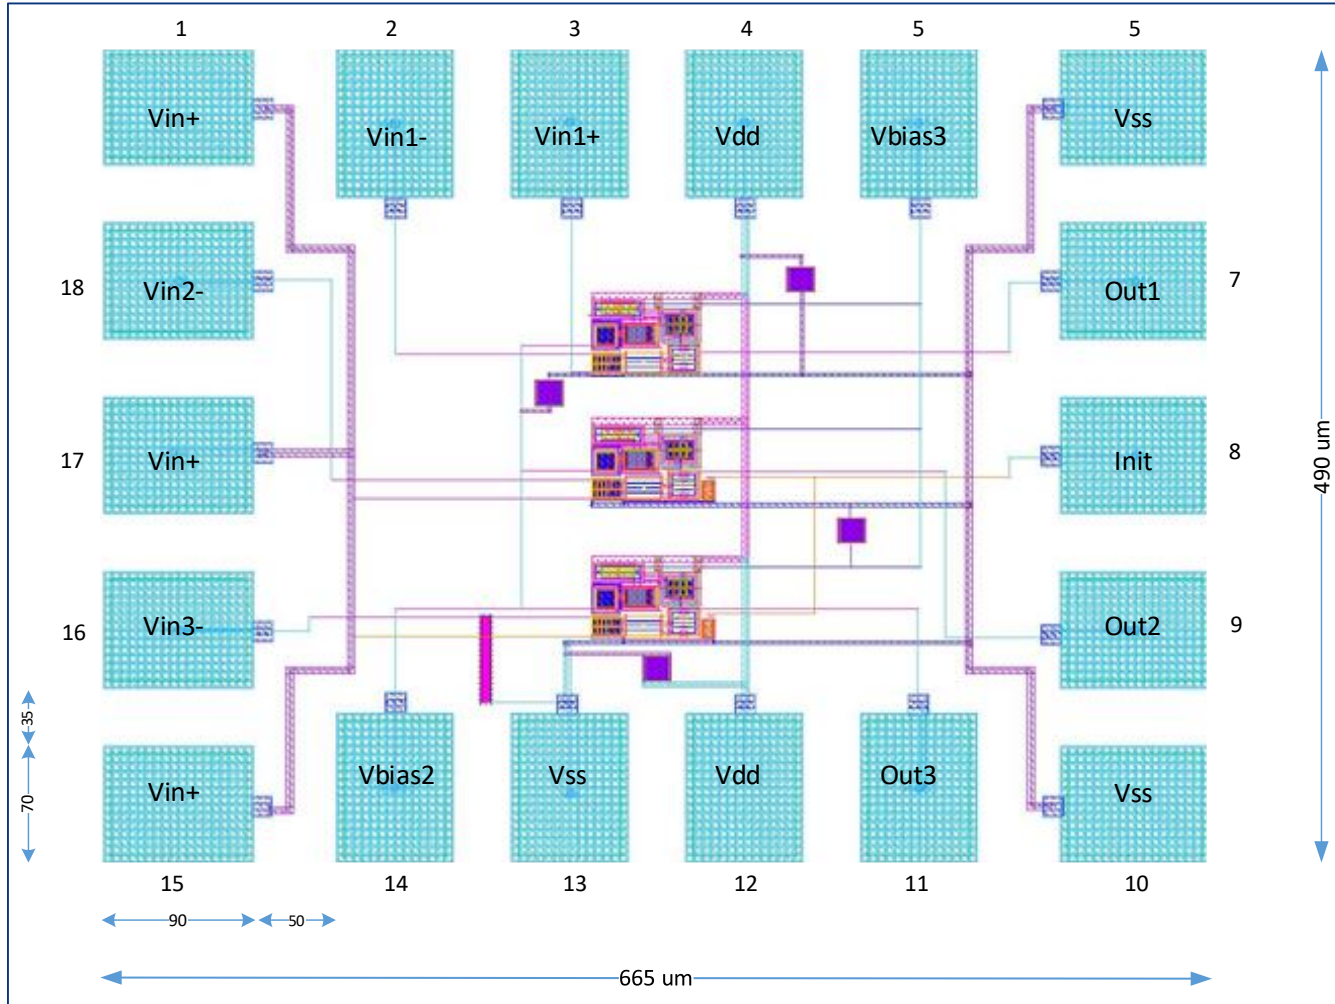 1 2 3 4 5 5
Vin+ Vin1- Vin1+ Vdd Vbias3 Vss
18 Vin2- Out1 7
17 Vin+ Init 8
490 um
16 Vin3- Out2 9
35
70
Vin+ Vbias2 Vss Vdd Out3 Vss
15 14 13 12 11 10
90 50
665 um